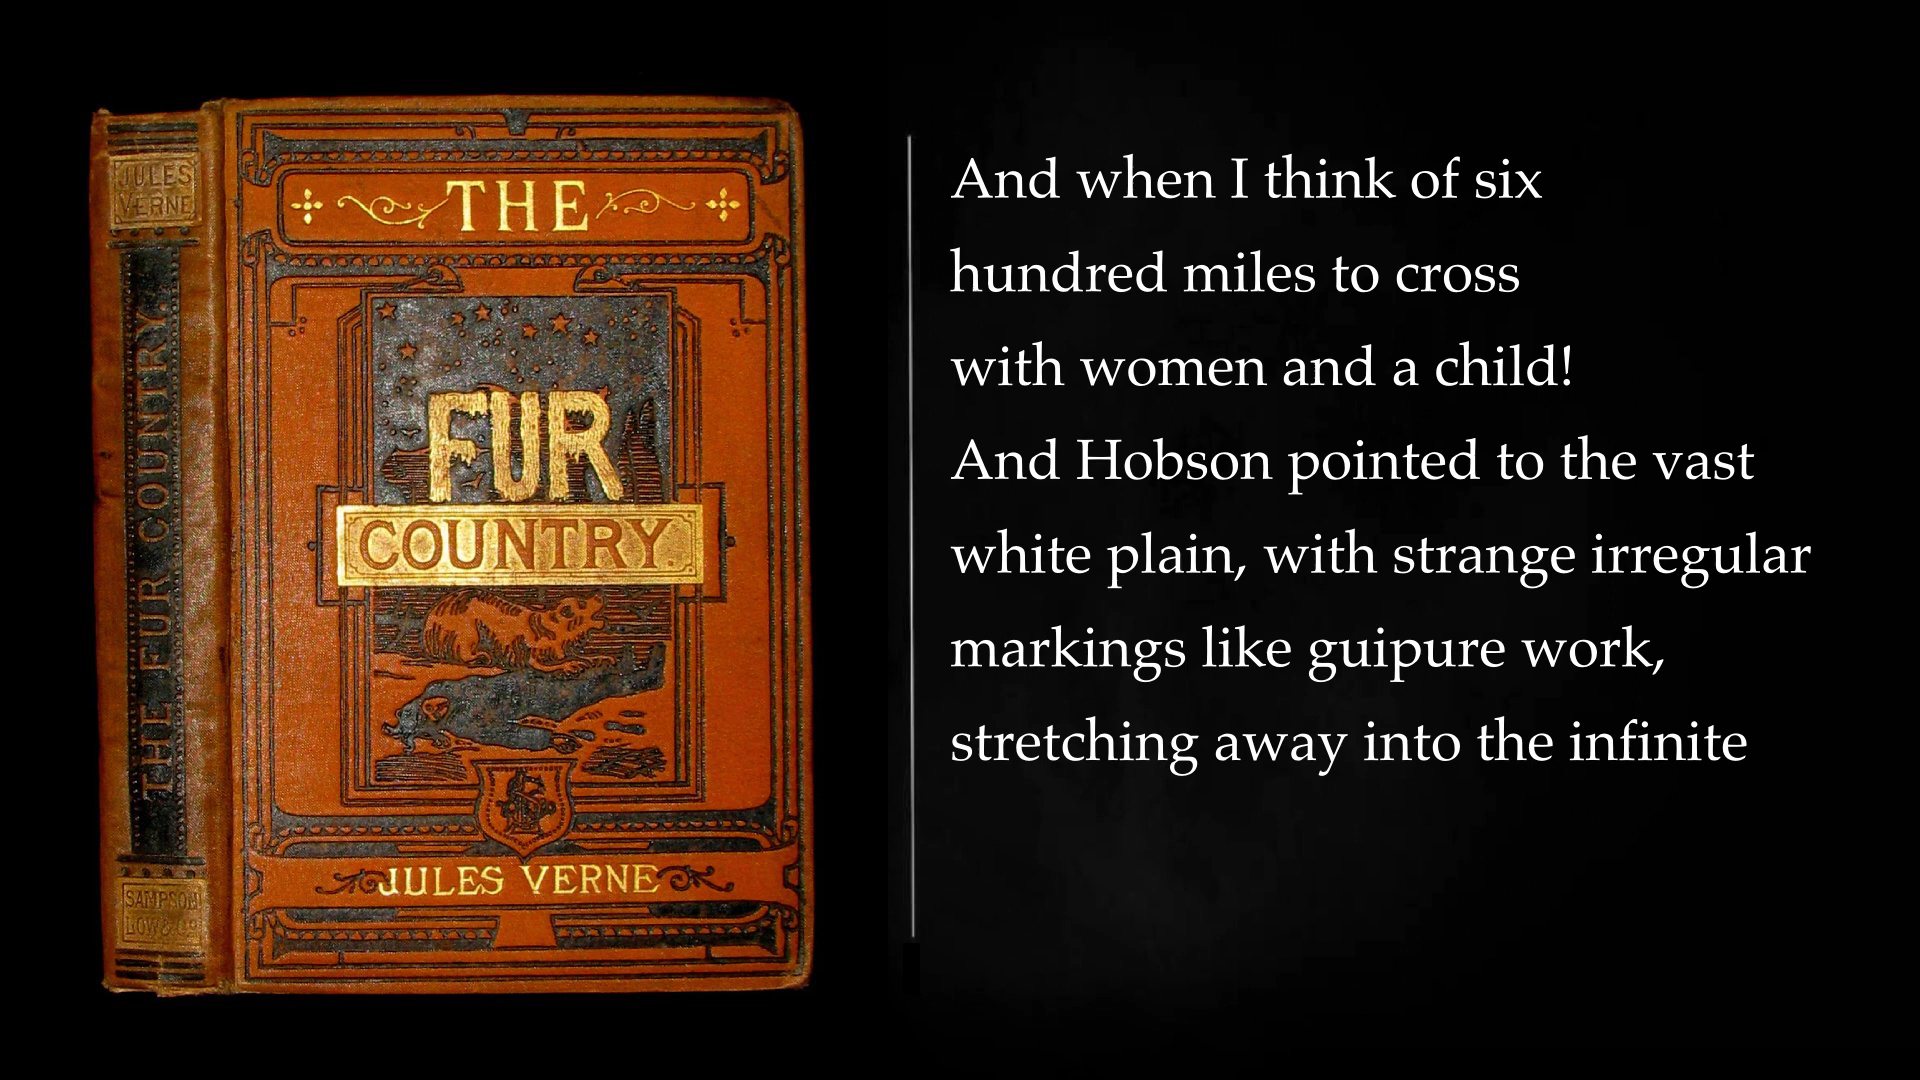 JULES
VERNE
THE FUR COUNTRY.
SAMPSON
LOW & Co
THE
FUR
COUNTRY.
JULES VERNE
And when I think of six
hundred miles to cross
with women and a child!
And Hobson pointed to the vast
white plain, with strange irregular
markings like guipure work,
stretching away into the infinite